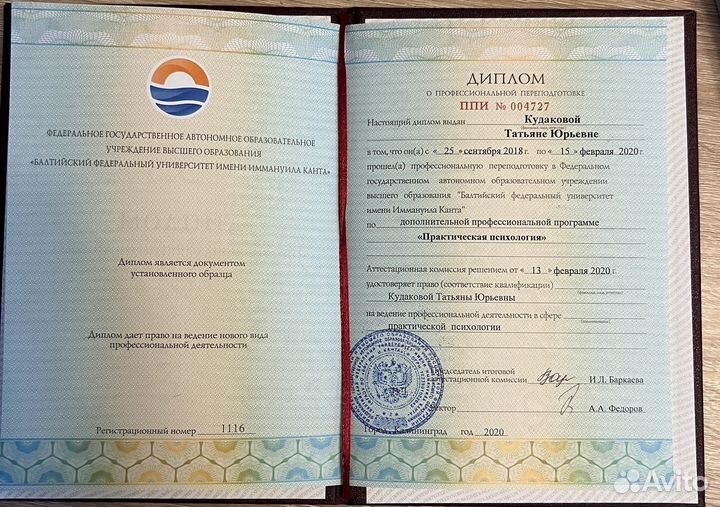 ФЕДЕРАЛЬНОЕ ГОСУДАРСТВЕННОЕ АВТОНОМНОЕ ОБРАЗОВАТЕЛЬНОЕ
УЧРЕЖДЕНИЕ ВЫСШЕГО ОБРАЗОВАНИЯ
«БАЛТИЙСКИЙ ФЕДЕРАЛЬНЫЙ УНИВЕРСИТЕТ ИМЕНИ ИММАНУИЛА КАНТА»
Диплом является документом
установленного образца
Диплом дает право на ведение нового вида
профессиональной деятельности
Регистрационный номер 1116
ДИПЛОМ
О ПРОФЕССИОНАЛЬНОЙ ПЕРЕПОДГОТОВКЕ
ППИ № 004727
Настоящий диплом выдан Кудаковой
Татьяне Юрьевне
в том, что он(а) с « 25 » сентября 2018 г. по « 15 » февраля 2020 г.
прошел(а) профессиональную переподготовку в Федеральном
государственном автономном образовательном учреждении
высшего образования "Балтийский федеральный университет
имени Иммануила Канта"
по дополнительной профессиональной программе
«Практическая психология»
Аттестационная комиссия решением от « 13 » февраля 2020 г.
удостоверяет право (соответствие квалификации)
Кудаковой Татьяны Юрьевны
на ведение профессиональной деятельности в сфере
практической психологии
Председатель итоговой
аттестационной комиссии И.Л. Баркаева
А.А. Федоров
Город Калининград год 2020
Avito